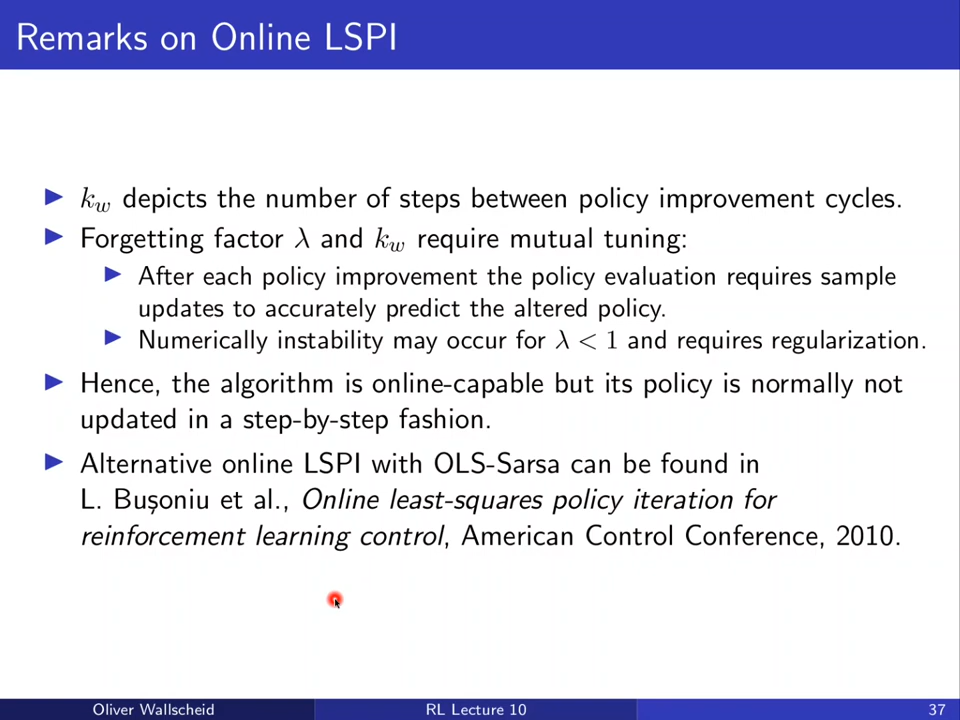 Remarks on Online LSPI
▶ k_w depicts the number of steps between policy improvement cycles.
▶ Forgetting factor λ and k_w require mutual tuning:
▶ After each policy improvement the policy evaluation requires sample
updates to accurately predict the altered policy.
▶ Numerically instability may occur for λ < 1 and requires regularization.
▶ Hence, the algorithm is online-capable but its policy is normally not
updated in a step-by-step fashion.
▶ Alternative online LSPI with OLS-Sarsa can be found in
L. Buşoniu et al., Online least-squares policy iteration for
reinforcement learning control, American Control Conference, 2010.
Oliver Wallscheid RL Lecture 10 37